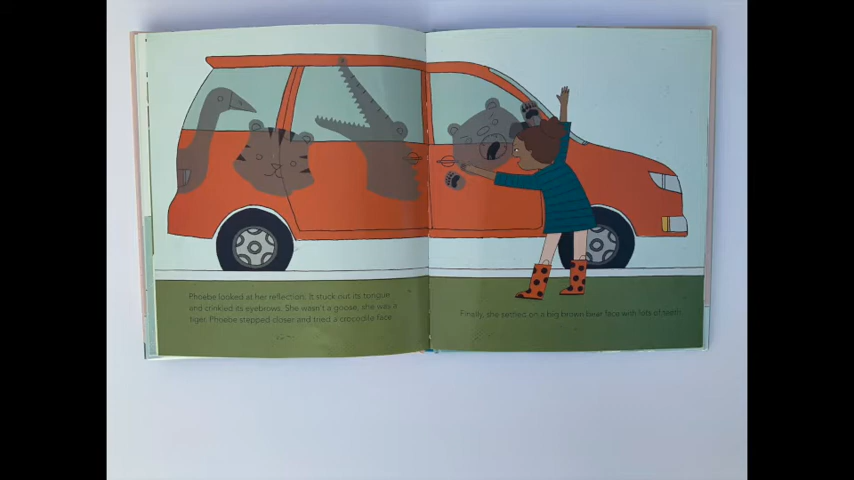 Phoebe looked at her reflection. It stuck out its tongue
and crinkled its eyebrows. She wasn't a goose, she was a
tiger. Phoebe stepped closer and tried a crocodile face.
Finally, she settled on a big brown bear face with lots of teeth.